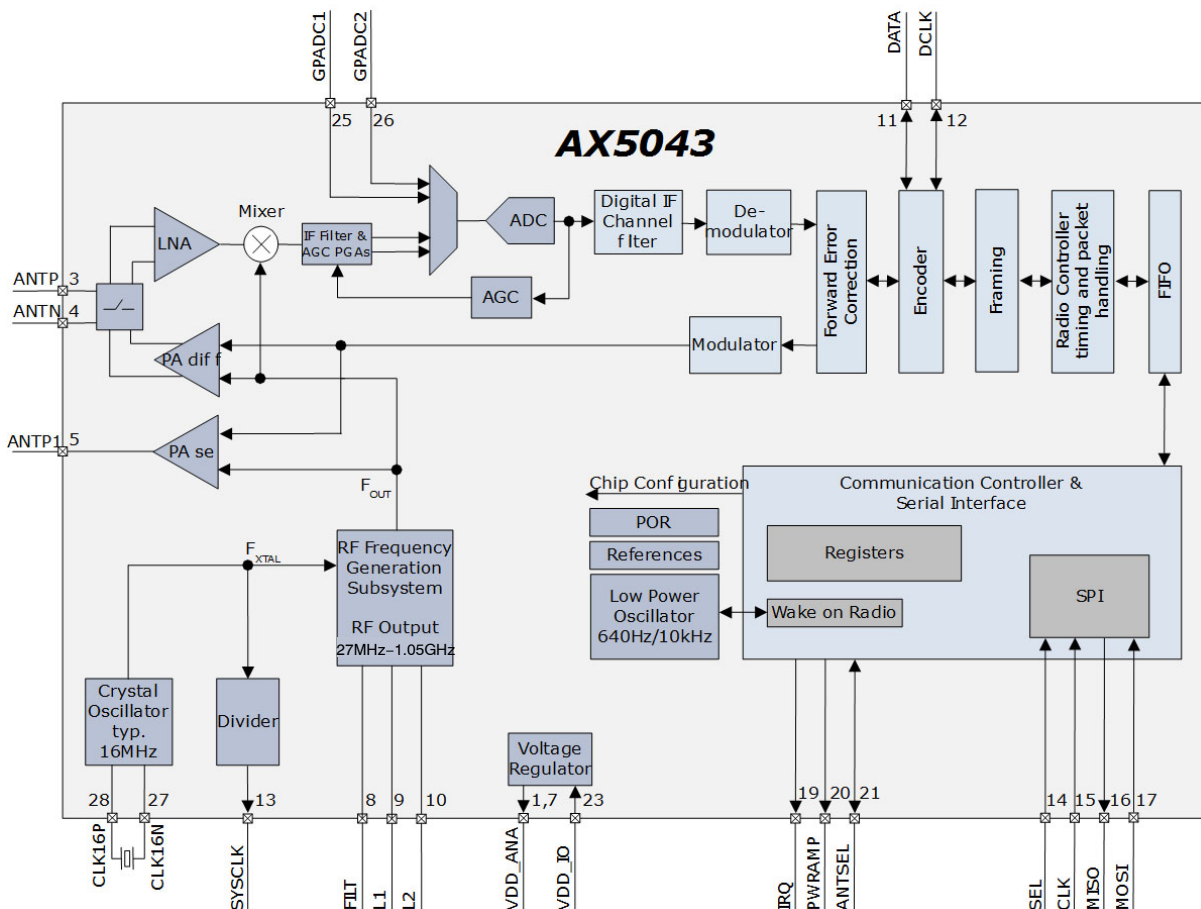 GPADC1
GPADC2
DATA
DCLK
25
26
11
12
AX5043
Mixer
LNA
IF Filter &
AGC PGAs
ADC
AGC
Digital IF
Channel
filter
De-
modulator
Forward Error
Correction
Encoder
Framing
Radio Controller
timing and packet
handling
FIFO
ANTP 3
ANTN 4
PA diff
Modulator
ANTP1 5
PA se
FOUT
Chip Configuration
POR
References
Low Power
Oscillator
640Hz/10kHz
Communication Controller &
Serial Interface
Registers
Wake on Radio
SPI
FXTAL
RF Frequency
Generation
Subsystem
RF Output
27MHz–1.05GHz
Crystal
Oscillator
typ.
16MHz
Divider
Voltage
Regulator
28
27
13
8
9
10
1,7
23
19
20
21
14
15
16
17
CLK16P
CLK16N
SYSCLK
FILT
L1
L2
VDD_ANA
VDD_IO
IRQ
PWRAMP
ANTSEL
SEL
CLK
MISO
MOSI